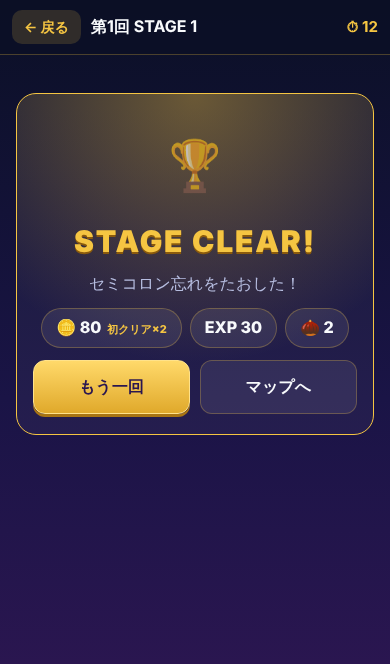 ← 戻る 第1回 STAGE 1 ⏱ 12
STAGE CLEAR!
セミコロン忘れをたおした！
🪙 80 初クリア×2 EXP 30 🌰 2
もう一回 マップへ